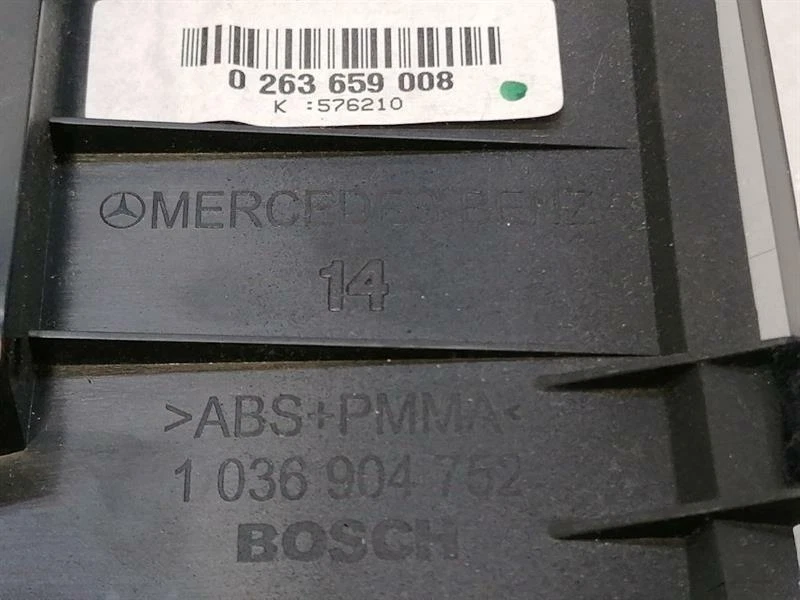 0 263 659 008
K :576210
MERCEDES-BENZ
14
>ABS+PMMA<
1 036 904 752
BOSCH